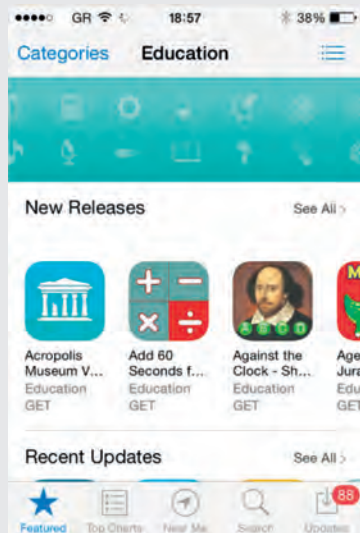 GR 18:57 38%
Categories Education
New Releases See All >
Acropolis Museum V... Education GET
Add 60 Seconds f... Education GET
Against the Clock - Sh... Education GET
Age
Jura
Edu
GET
A B C D
M
Recent Updates See All >
88
Featured Top Charts Near Me Search Updates